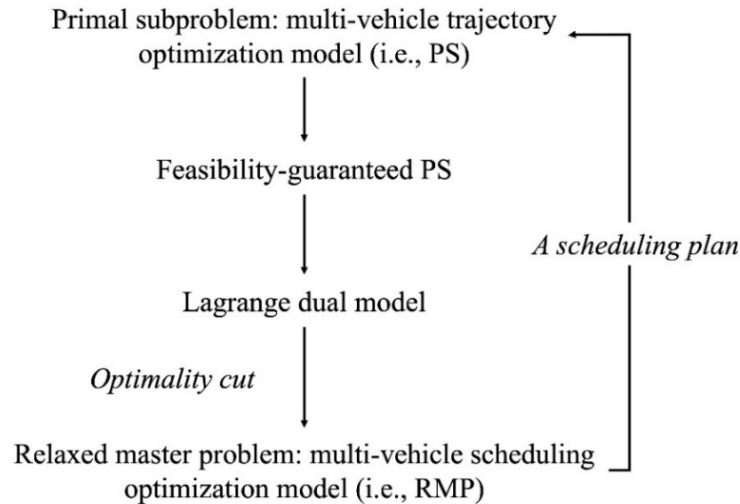 Primal subproblem: multi-vehicle trajectory
optimization model (i.e., PS)
Feasibility-guaranteed PS
A scheduling plan
Lagrange dual model
Optimality cut
Relaxed master problem: multi-vehicle scheduling
optimization model (i.e., RMP)